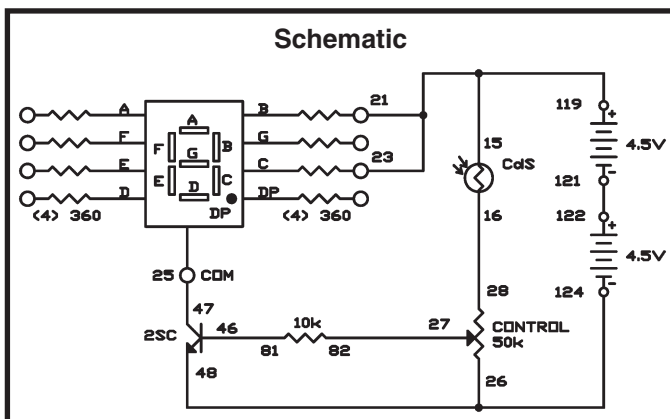 Schematic
A B 21
F G
E C 23
D DP
(4) 360 (4) 360
A
F B
G
E C
D
DP
15
CdS
16
119
+
4.5V
-
121
122
+
4.5V
-
124
25 COM
47
2SC 46 10k 27 28
81 82
48
CONTROL
50k
26